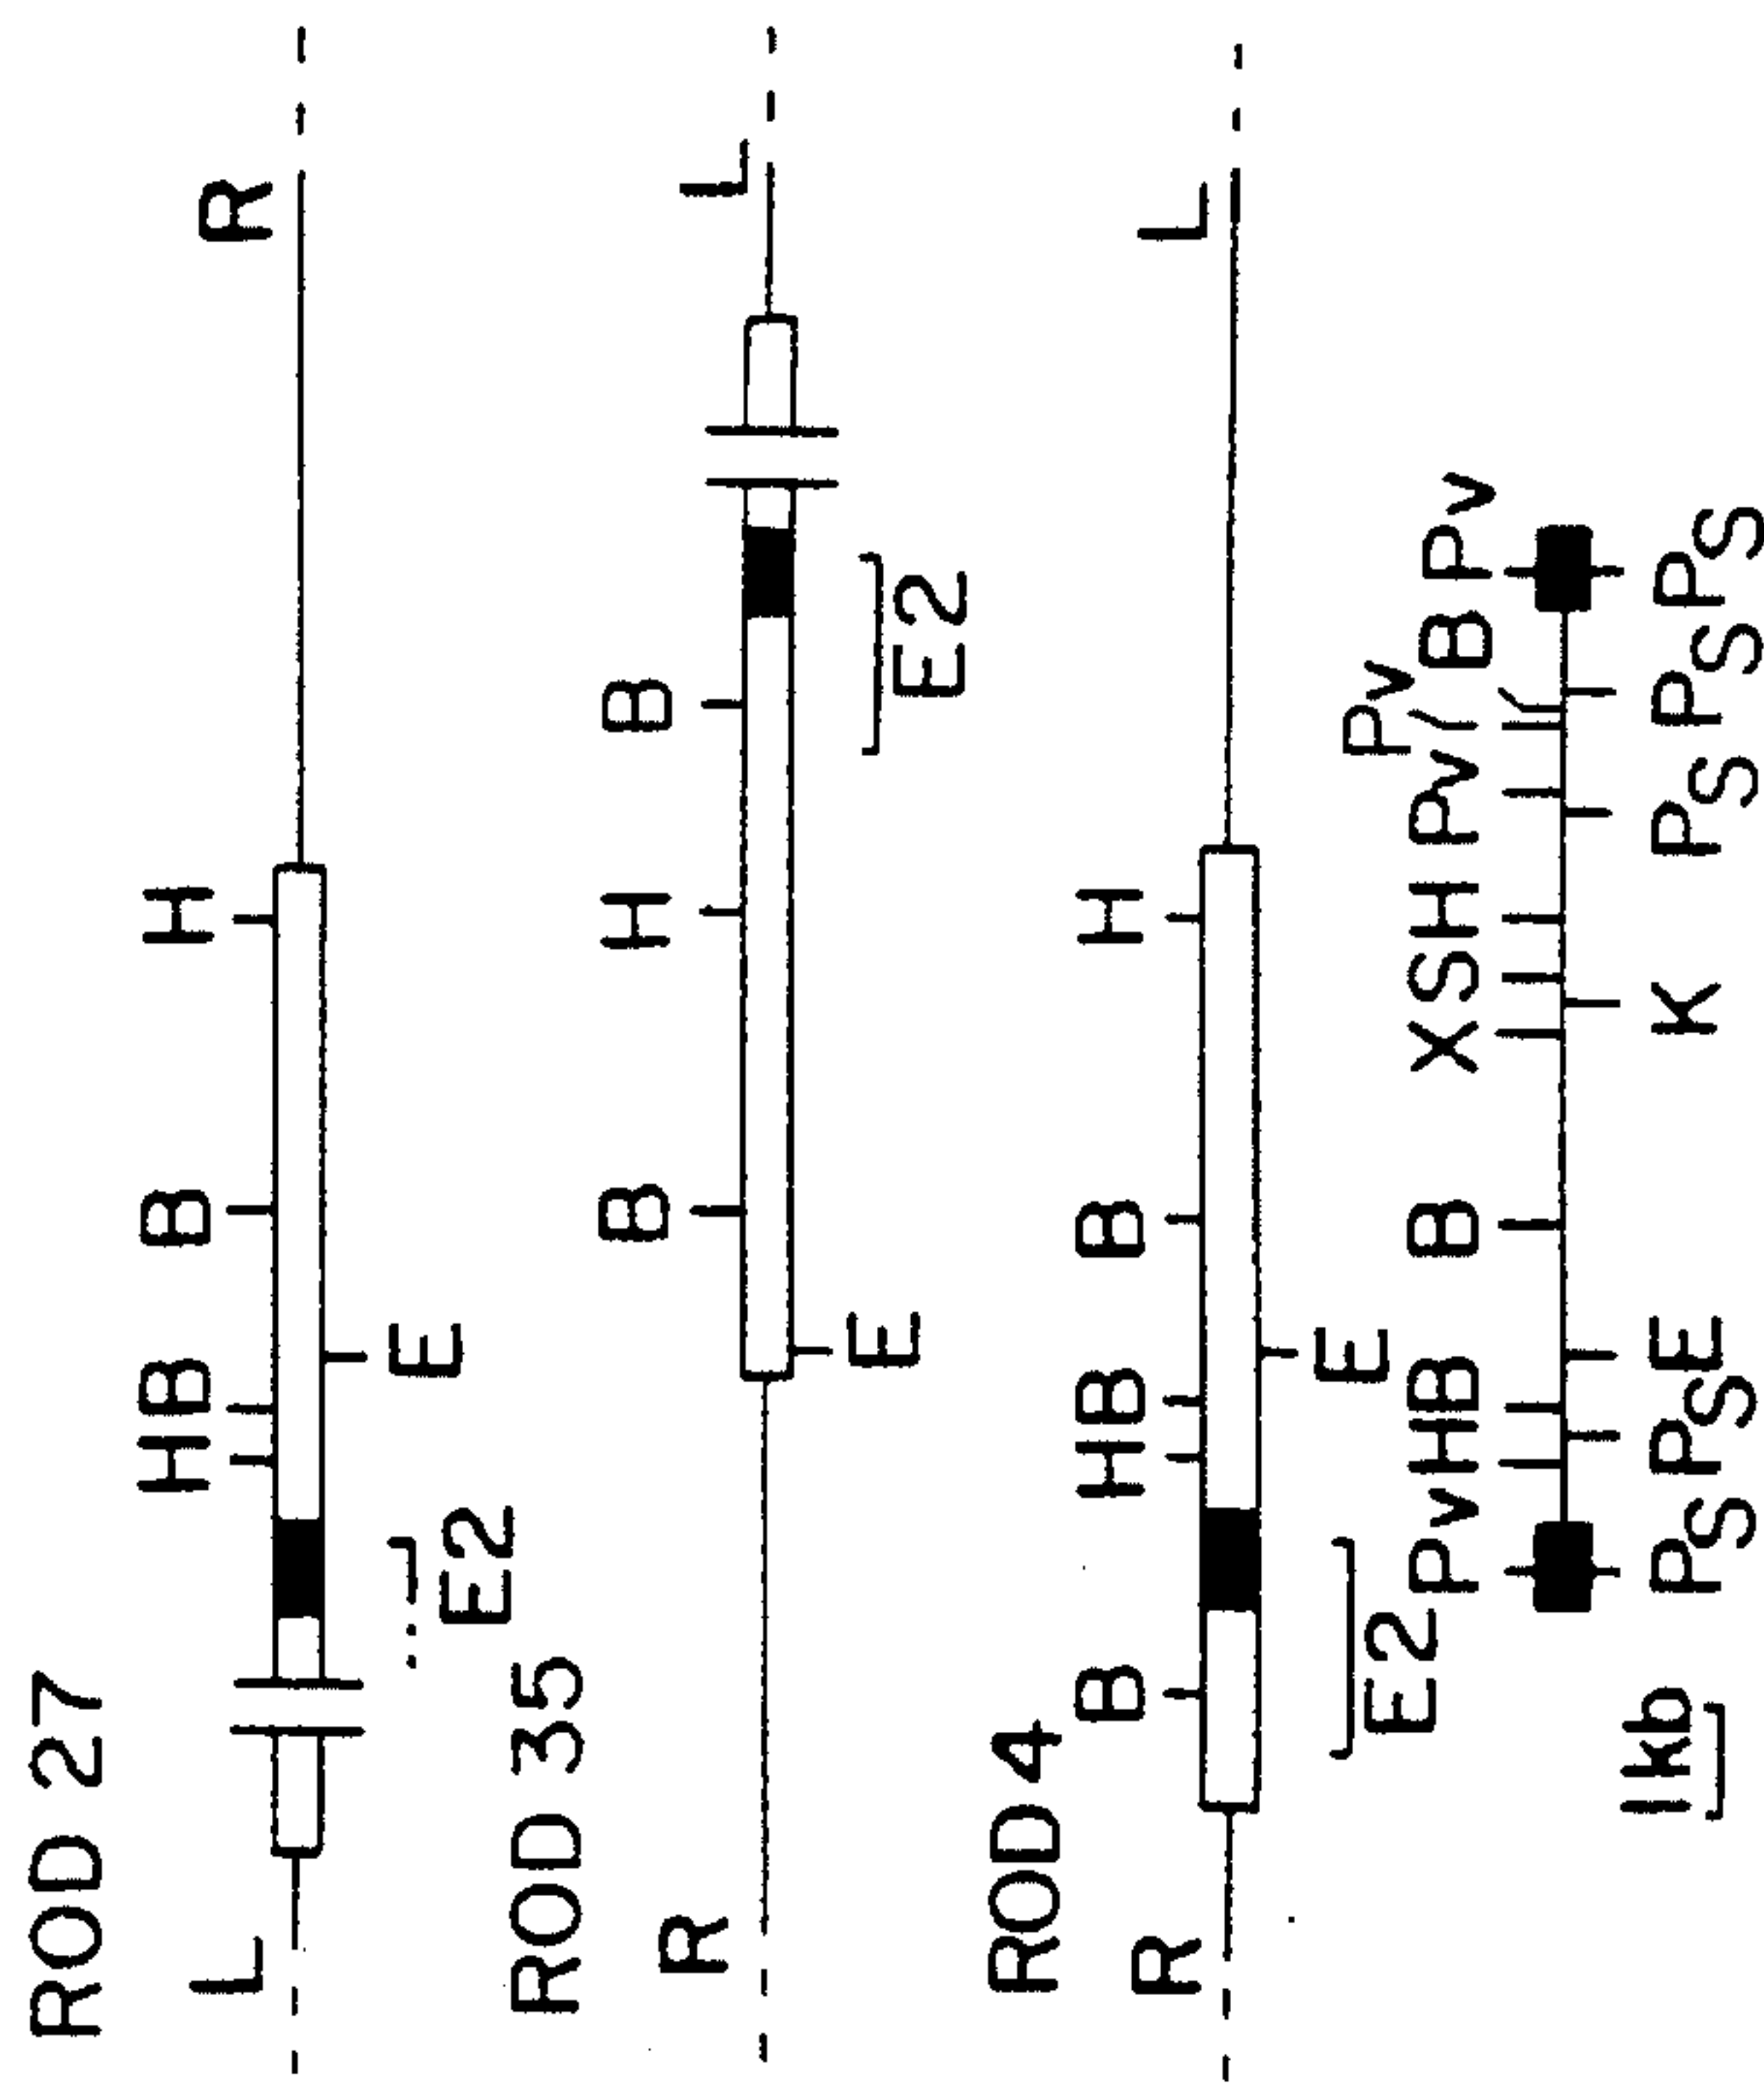 ROD 27
HB B H
L R
E
E2
ROD 35
B H B
R L
E
E2
ROD 4
B HB B H
R L
E
E2
Pv
Pv HB B XSH Pv / B Pv
Ps Ps E K Ps Ps Ps
1kb